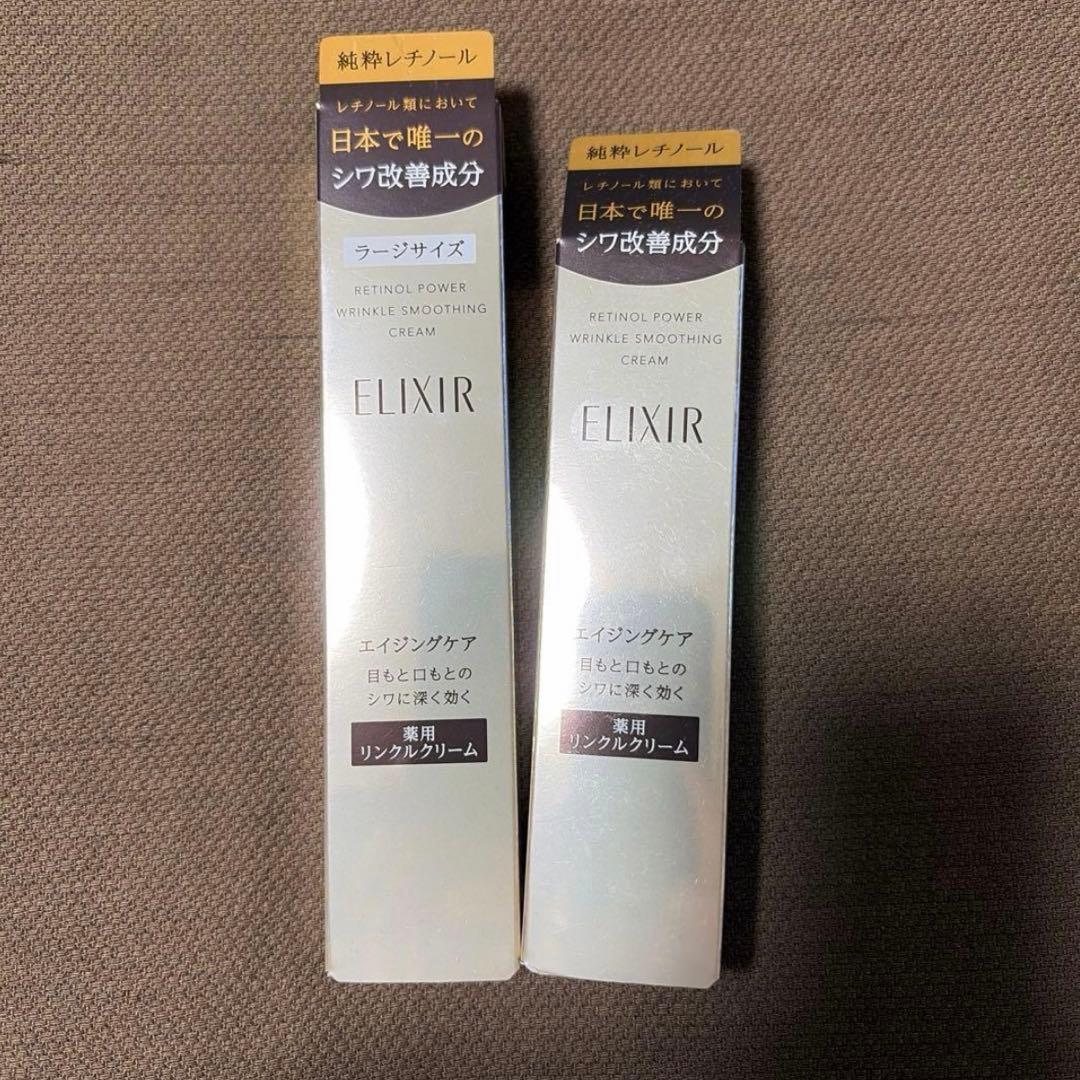 純粋レチノール
レチノール類において
日本で唯一の
シワ改善成分
ラージサイズ
RETINOL POWER
WRINKLE SMOOTHING
CREAM
ELIXIR
エイジングケア
目もと口もとの
シワに深く効く
薬用
リンクルクリーム
純粋レチノール
レチノール類において
日本で唯一の
シワ改善成分
RETINOL POWER
WRINKLE SMOOTHING
CREAM
ELIXIR
エイジングケア
目もと口もとの
シワに深く効く
薬用
リンクルクリーム